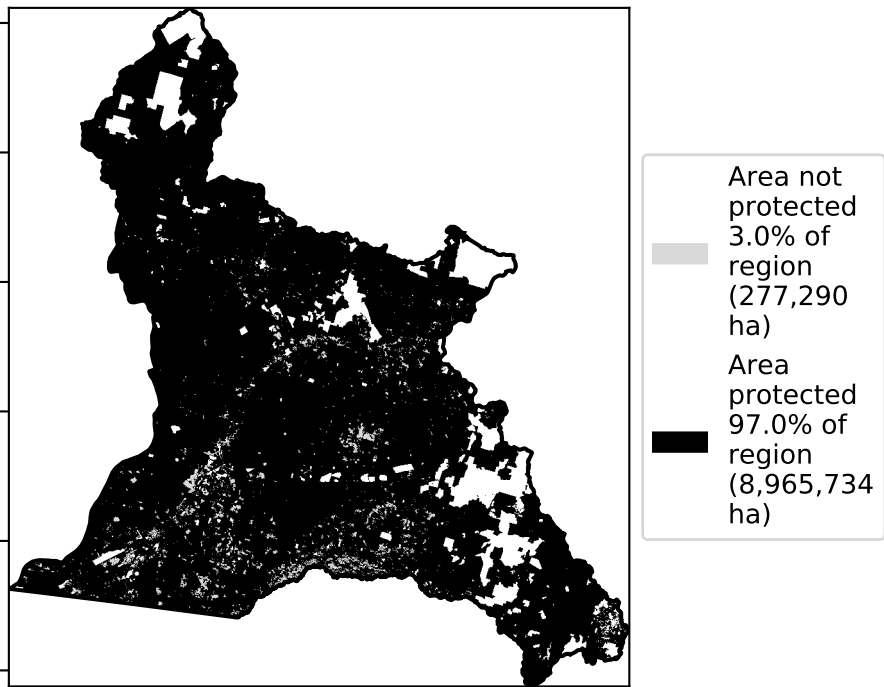 Area not
protected
3.0% of
region
(277,290
ha)
Area
protected
97.0% of
region
(8,965,734
ha)